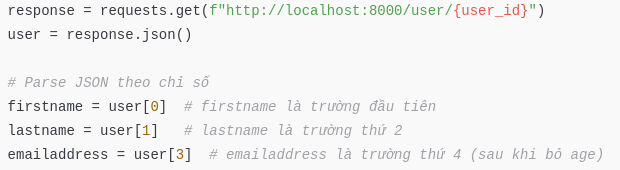 response = requests.get(f"http://localhost:8000/user/{user_id}")
user = response.json()
# Parse JSON theo chỉ số
firstname = user[0]  # firstname là trường đầu tiên
lastname = user[1]   # lastname là trường thứ 2
emailaddress = user[3]  # emailaddress là trường thứ 4 (sau khi bỏ age)